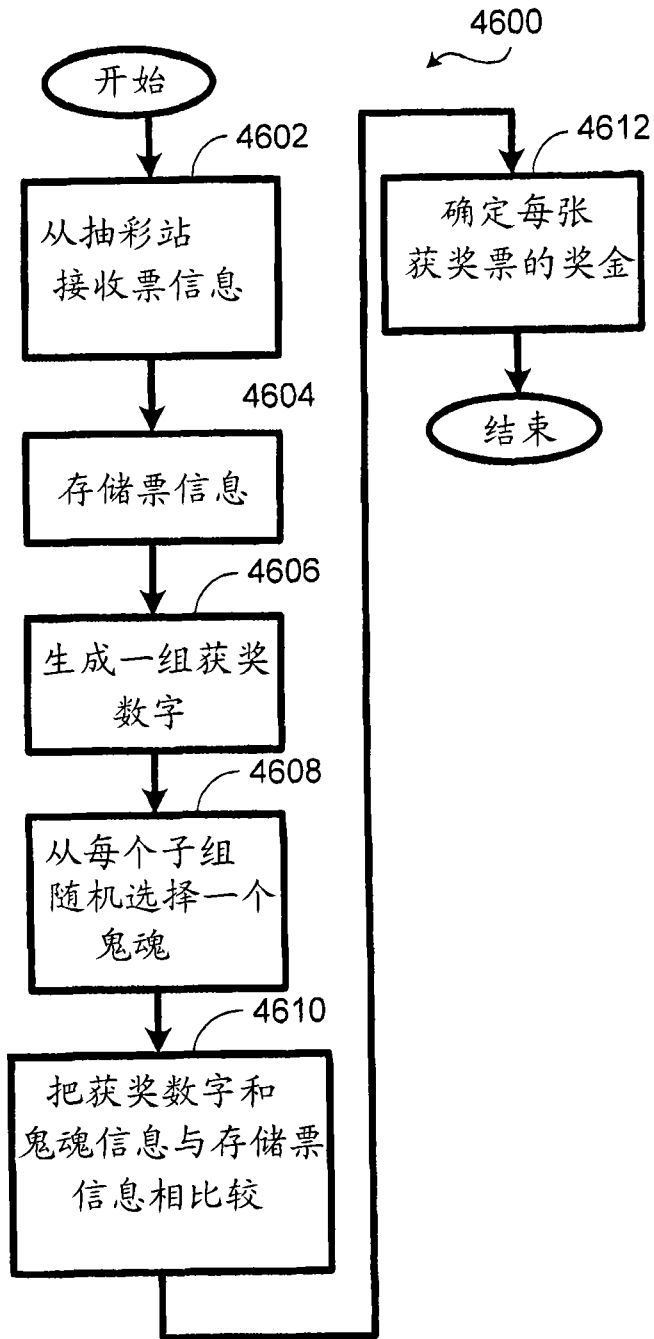 开始
4602
从抽彩站
接收票信息
4604
存储票信息
4606
生成一组获奖
数字
4608
从每个子组
随机选择一个
鬼魂
4610
把获奖数字和
鬼魂信息与存储票
信息相比较
4600
4612
确定每张
获奖票的奖金
结束